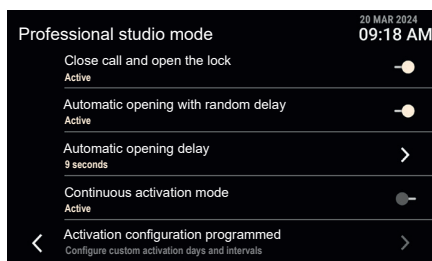 20 MAR 2024
Professional studio mode 09:18 AM
Close call and open the lock
Active
Automatic opening with random delay
Active
Automatic opening delay
9 seconds
Continuous activation mode
Active
Activation configuration programmed
Configure custom activation days and intervals